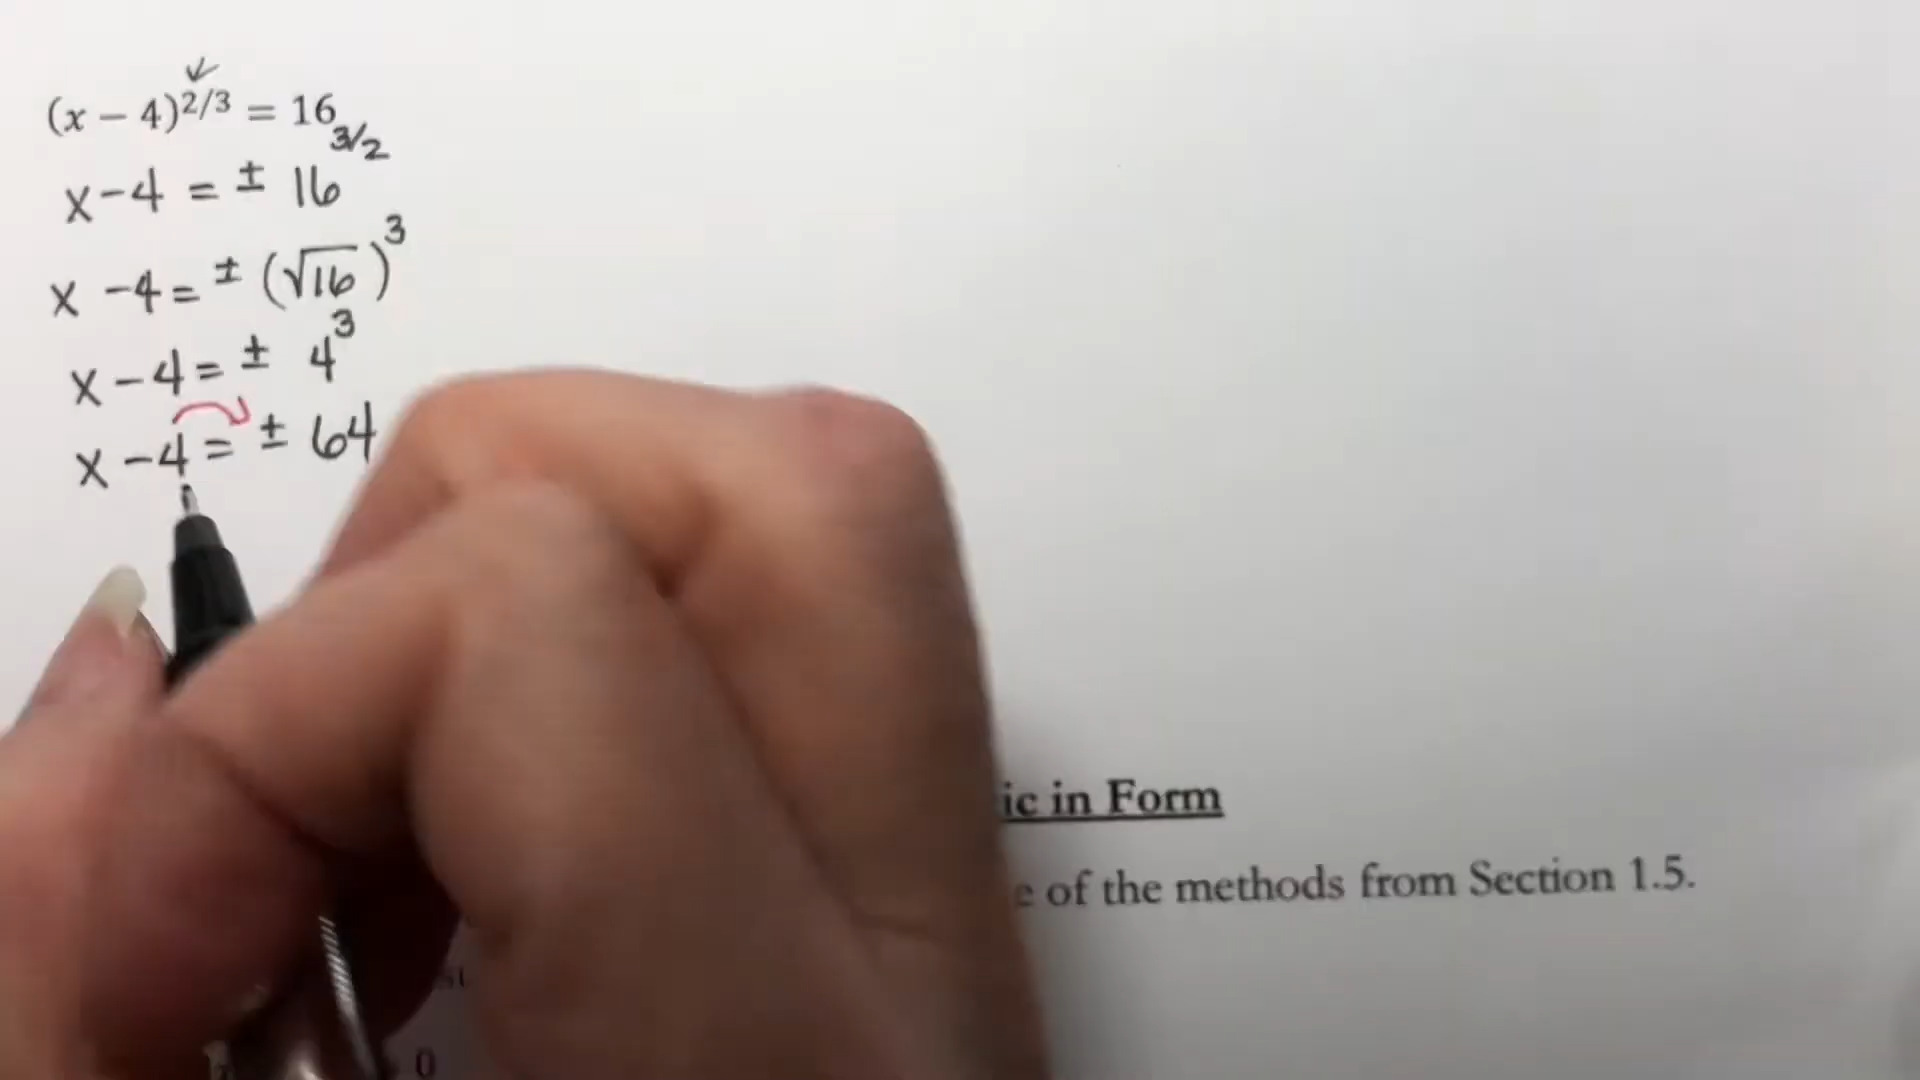 (x − 4)^2/3 = 16
x − 4 = ± 16^3/2
x − 4 = ± (√16)^3
x − 4 = ± 4^3
x − 4 = ± 64
ic in Form
of the methods from Section 1.5.
0